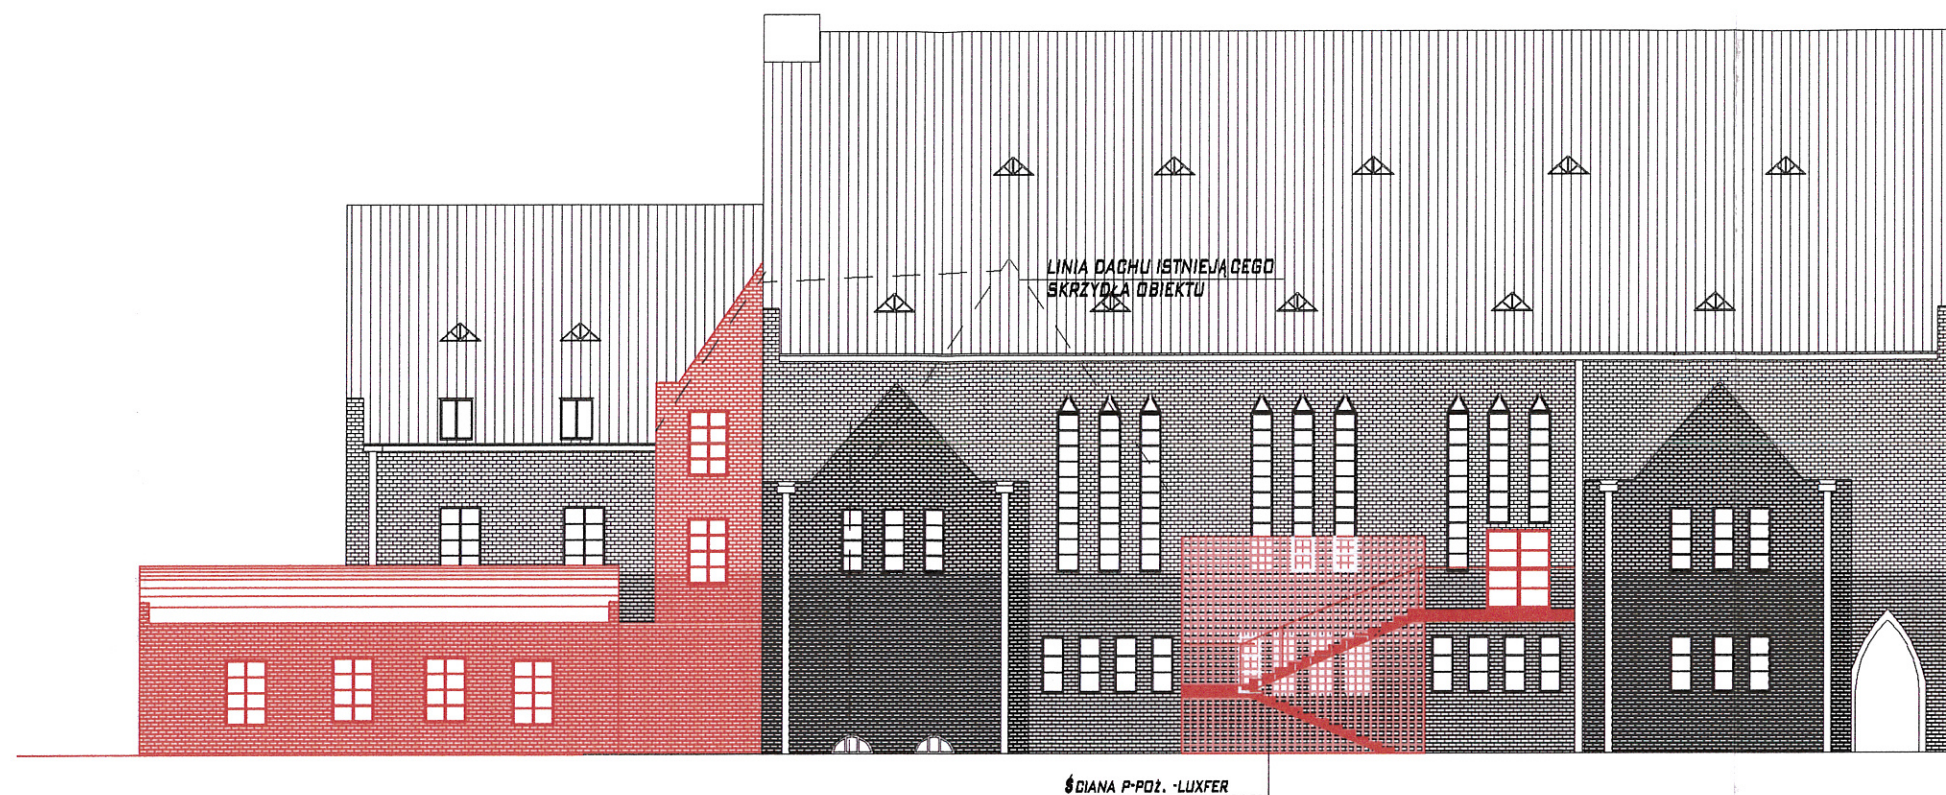 LINIA DACHU ISTNIEJĄCEGO
SKRZYDŁA OBIEKTU
ŚCIANA P-POŻ. -LUXFER